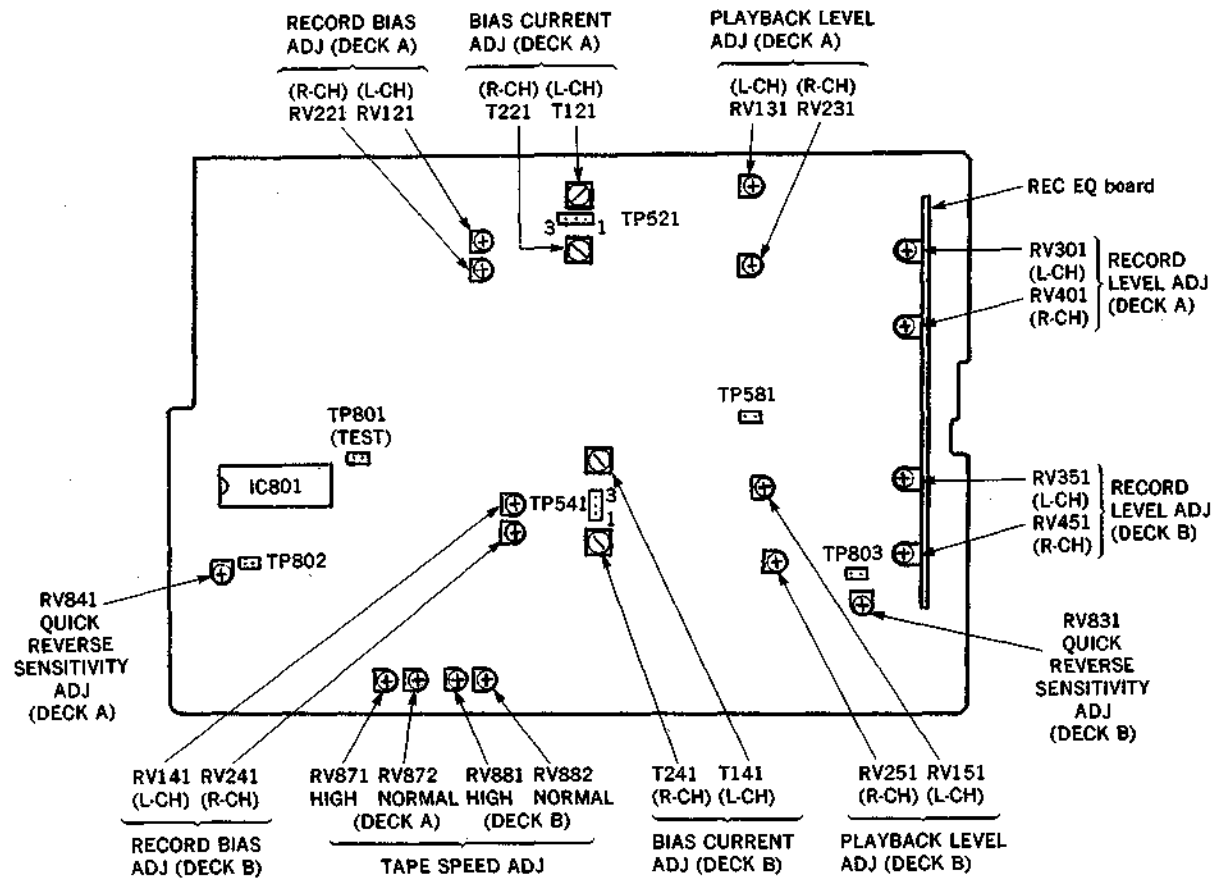 RECORD BIAS
ADJ (DECK A)
(R-CH) (L-CH)
RV221 RV121
BIAS CURRENT
ADJ (DECK A)
(R-CH) (L-CH)
T221 T121
PLAYBACK LEVEL
ADJ (DECK A)
(L-CH) (R-CH)
RV131 RV231
REC EQ board
3 1 TP521
RV301
(L-CH)
RV401
(R-CH)
RECORD
LEVEL ADJ
(DECK A)
TP581
TP801
(TEST)
IC801
TP541 3
1
RV351
(L-CH)
RV451
(R-CH)
RECORD
LEVEL ADJ
(DECK B)
TP802
TP803
RV841
QUICK
REVERSE
SENSITIVITY
ADJ
(DECK A)
RV831
QUICK
REVERSE
SENSITIVITY
ADJ
(DECK B)
RV141 RV241
(L-CH) (R-CH)
RECORD BIAS
ADJ (DECK B)
RV871 RV872 RV881 RV882
HIGH NORMAL HIGH NORMAL
(DECK A) (DECK B)
TAPE SPEED ADJ
T241 T141
(R-CH) (L-CH)
BIAS CURRENT
ADJ (DECK B)
RV251 RV151
(R-CH) (L-CH)
PLAYBACK LEVEL
ADJ (DECK B)